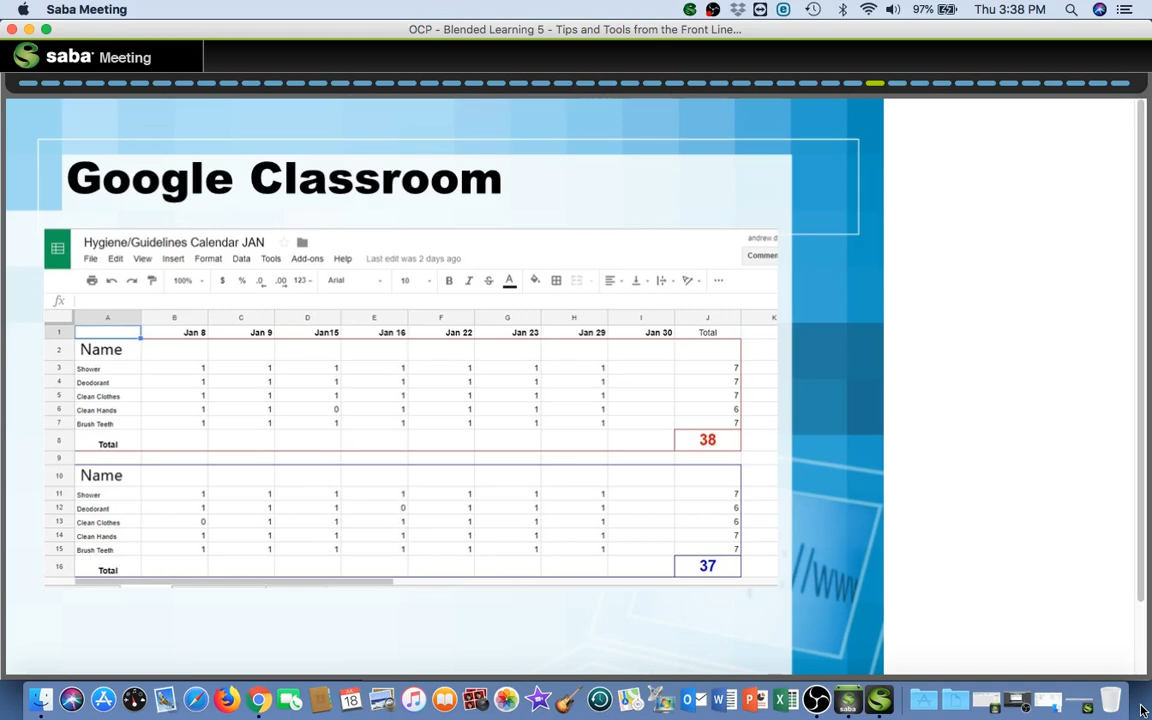 Saba Meeting 97% Thu 3:38 PM
OCP - Blended Learning 5 - Tips and Tools from the Front Line...
saba Meeting
Google Classroom
Hygiene/Guidelines Calendar JAN
andrew d
File Edit View Insert Format Data Tools Add-ons Help Last edit was 2 days ago
Commen
100% $ % .0 .00 123 Arial 10 B I S A ...
fx
A B C D E F G H I J K
1 Jan 8 Jan 9 Jan15 Jan 16 Jan 22 Jan 23 Jan 29 Jan 30 Total
2 Name
3 Shower 1 1 1 1 1 1 1 7
4 Deodorant 1 1 1 1 1 1 1 7
5 Clean Clothes 1 1 1 1 1 1 1 7
6 Clean Hands 1 1 0 1 1 1 1 6
7 Brush Teeth 1 1 1 1 1 1 1 7
8 Total 38
9
10 Name
11 Shower 1 1 1 1 1 1 1 7
12 Deodorant 1 1 1 0 1 1 1 6
13 Clean Clothes 0 1 1 1 1 1 1 6
14 Clean Hands 1 1 1 1 1 1 1 7
15 Brush Teeth 1 1 1 1 1 1 1 7
16 Total 37
//www
18
saba